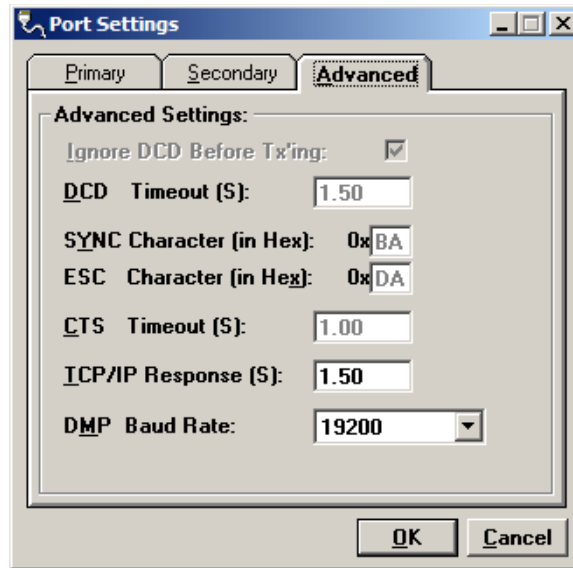 Port Settings
Primary Secondary Advanced
Advanced Settings:
Ignore DCD Before Tx'ing:
DCD Timeout (S): 1.50
SYNC Character (in Hex): 0x BA
ESC Character (in Hex): 0x DA
CTS Timeout (S): 1.00
TCP/IP Response (S): 1.50
DMP Baud Rate: 19200
OK Cancel